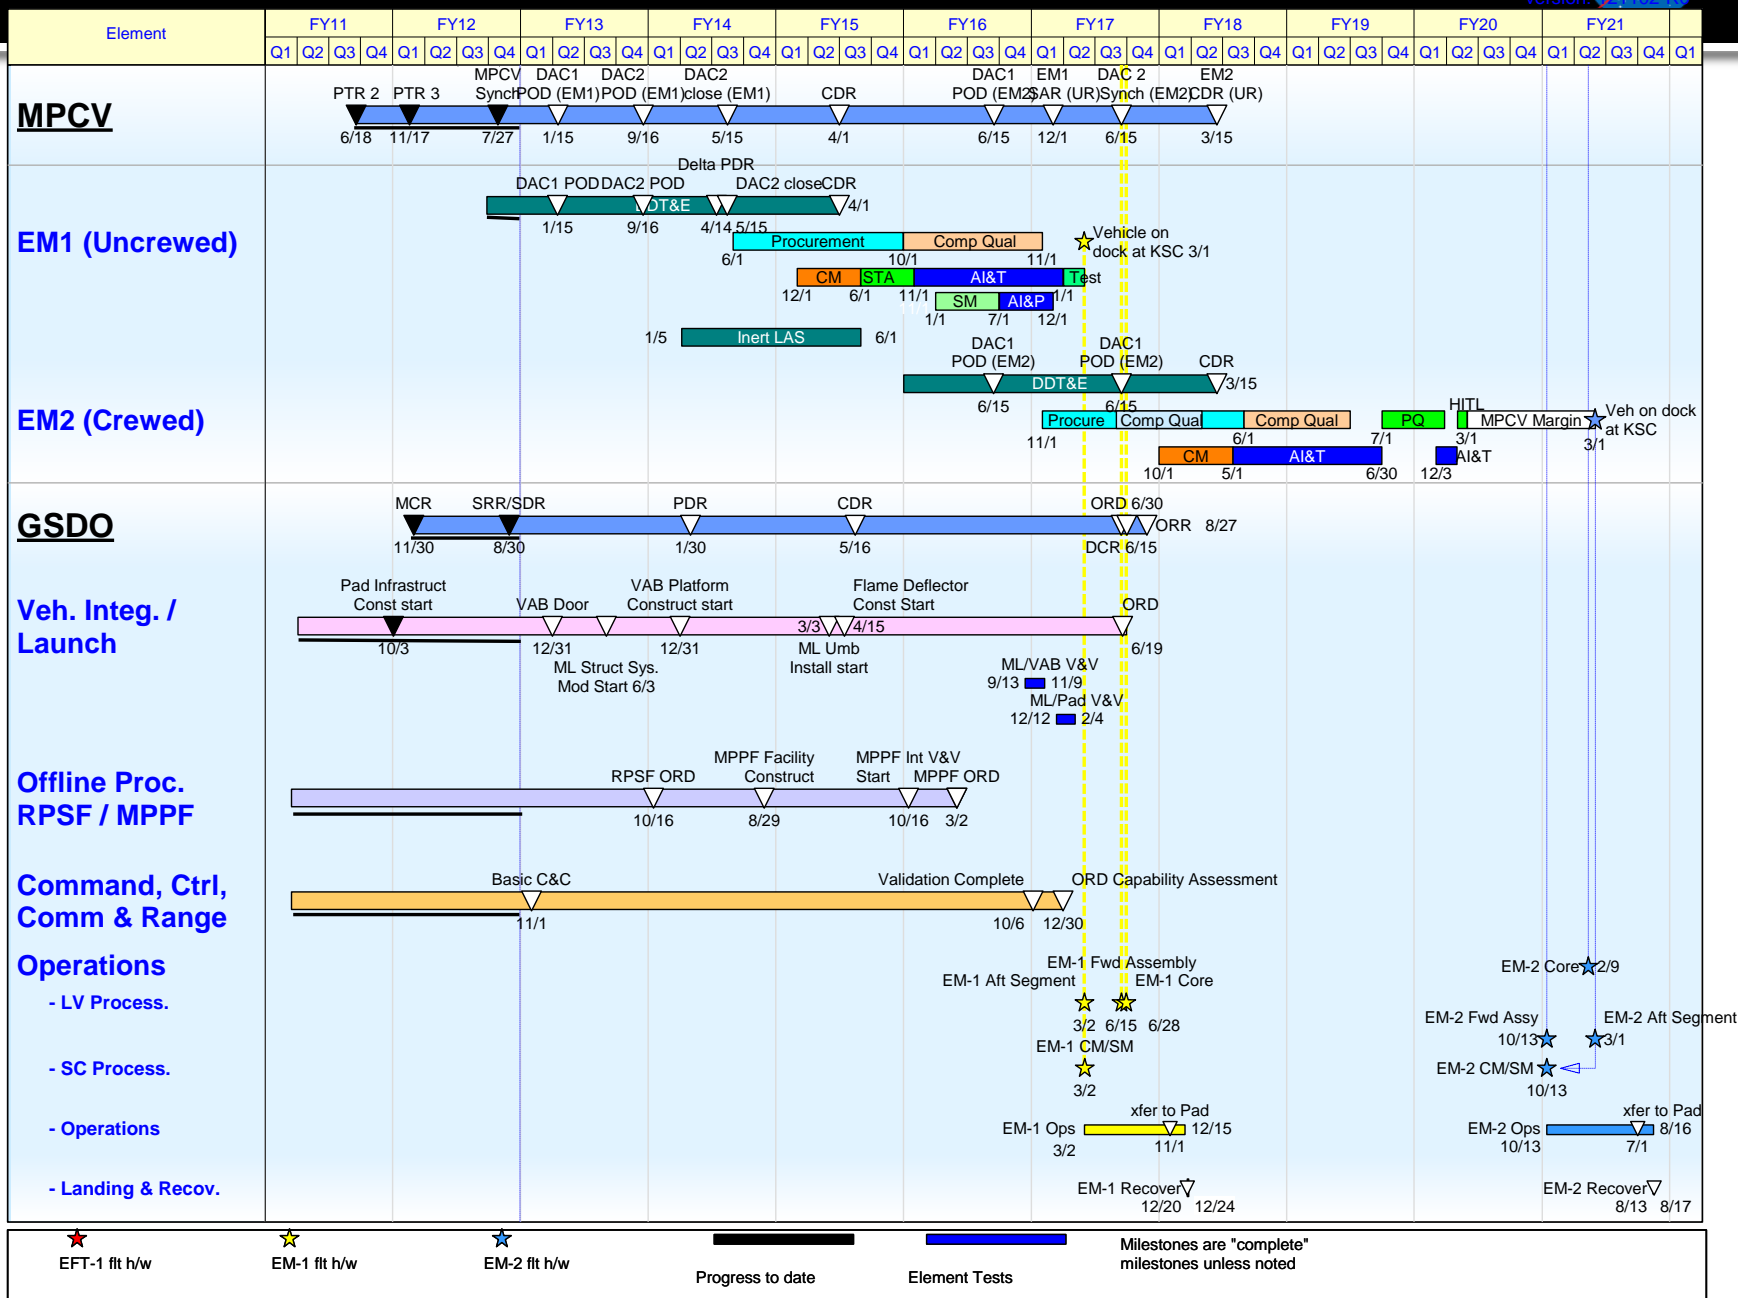 Element
FY11 FY12 FY13 FY14 FY15 FY16 FY17 FY18 FY19 FY20 FY21
Q1 Q2 Q3 Q4 Q1 Q2 Q3 Q4 Q1 Q2 Q3 Q4 Q1 Q2 Q3 Q4 Q1 Q2 Q3 Q4 Q1 Q2 Q3 Q4 Q1 Q2 Q3 Q4 Q1 Q2 Q3 Q4 Q1 Q2 Q3 Q4 Q1 Q2 Q3 Q4 Q1 Q2 Q3 Q4 Q1
MPCV DAC1 DAC2 DAC2 DAC1 EM1 DAC 2 EM2
PTR 2 PTR 3 Synch POD (EM1) POD (EM1) close (EM1) CDR POD (EM2) SAR (UR) Synch (EM2) CDR (UR)
MPCV
6/18 11/17 7/27 1/15 9/16 5/15 4/1 6/15 12/1 6/15 3/15
Delta PDR
DAC1 POD DAC2 POD DAC2 close CDR
DDT&E 4/1
1/15 9/16 4/14 5/15
EM1 (Uncrewed)
Procurement Comp Qual Vehicle on
dock at KSC 3/1
6/1 10/1 11/1
CM STA AI&T Test
12/1 6/1 11/1 1/1
SM AI&P
1/1 7/1 12/1
1/5 Inert LAS 6/1
DAC1 DAC1
POD (EM2) POD (EM2) CDR
DDT&E 3/15
6/15 6/15
EM2 (Crewed)
Procure Comp Qual Comp Qual PQ HITL MPCV Margin Veh on dock
at KSC
11/1 6/1 7/1 3/1 3/1
CM AI&T AI&T
10/1 5/1 6/30 12/3
GSDO
MCR SRR/SDR PDR CDR ORD 6/30
ORR 8/27
11/30 8/30 1/30 5/16 DCR 6/15
Veh. Integ. /
Launch
Pad Infrastruct VAB Platform Flame Deflector
Const start VAB Door Construct start Const Start ORD
3/3 4/15
10/3 12/31 12/31 ML Umb 6/19
ML Struct Sys. Install start
Mod Start 6/3
ML/VAB V&V
9/13 11/9
ML/Pad V&V
12/12 2/4
Offline Proc.
RPSF / MPPF
MPPF Facility MPPF Int V&V
RPSF ORD Construct Start MPPF ORD
10/16 8/29 10/16 3/2
Command, Ctrl,
Comm & Range
Basic C&C Validation Complete ORD Capability Assessment
11/1 10/6 12/30
Operations
EM-1 Fwd Assembly EM-2 Core 2/9
EM-1 Aft Segment EM-1 Core
- LV Process.
3/2 6/15 6/28 EM-2 Fwd Assy EM-2 Aft Segment
10/13 3/1
EM-1 CM/SM
- SC Process.
EM-2 CM/SM
3/2 10/13
xfer to Pad xfer to Pad
- Operations
EM-1 Ops 12/15 EM-2 Ops 8/16
3/2 11/1 10/13 7/1
- Landing & Recov.
EM-1 Recover EM-2 Recover
12/20 12/24 8/13 8/17
EFT-1 flt h/w EM-1 flt h/w EM-2 flt h/w Progress to date Element Tests
Milestones are "complete"
milestones unless noted